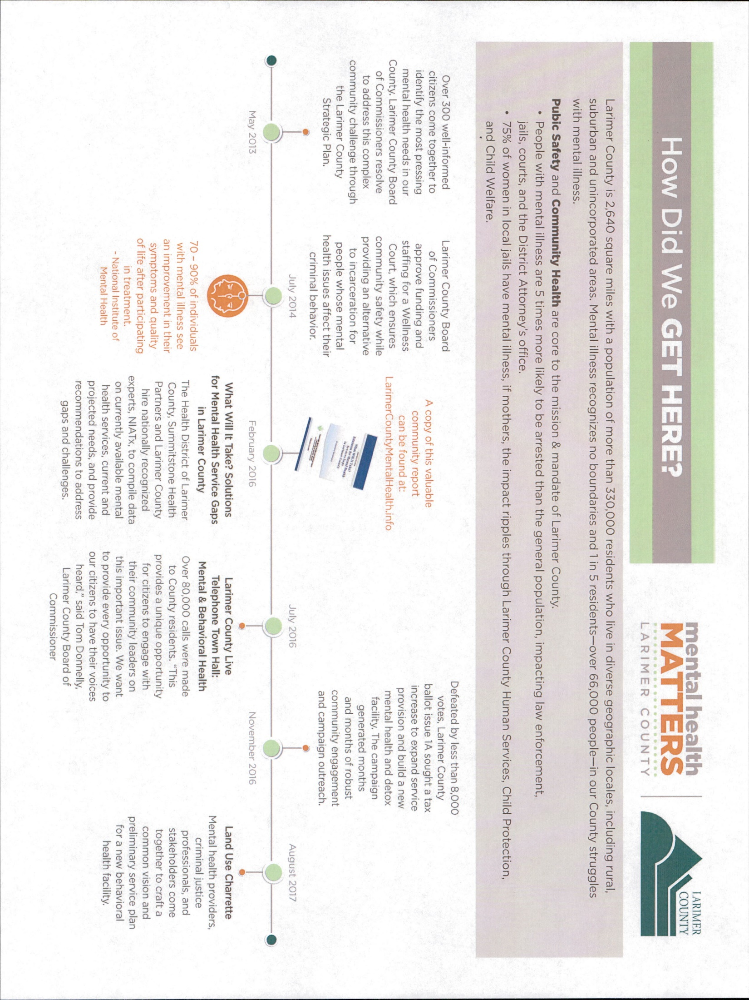 How Did We GET HERE?
mental health
MATTERS
LARIMER COUNTY
LARIMER
COUNTY
Larimer County is 2,640 square miles with a population of more than 330,000 residents who live in diverse geographic locales, including rural,
suburban and unincorporated areas. Mental illness recognizes no boundaries and 1 in 5 residents—over 66,000 people—in our County struggles
with mental illness.
Pubic Safety and Community Health are core to the mission & mandate of Larimer County.
• People with mental illness are 5 times more likely to be arrested than the general population, impacting law enforcement,
jails, courts, and the District Attorney's office.
• 75% of women in local jails have mental illness, if mothers, the impact ripples through Larimer County Human Services, Child Protection,
and Child Welfare.
Over 300 well-informed
citizens come together to
identify the most pressing
mental health needs in our
County. Larimer County Board
of Commissioners resolve
to address this complex
community challenge through
the Larimer County
Strategic Plan.
May 2013
Larimer County Board
of Commissioners
approve funding and
staffing for a Wellness
Court, which ensures
community safety while
providing an alternative
to incarceration for
people whose mental
health issues affect their
criminal behavior.
July 2014
70 – 90% of individuals
with mental illness see
an improvement in their
symptoms and quality
of life after participating
in treatment.
- National Institute of
Mental Health
A copy of this valuable
community report
can be found at:
LarimerCountyMentalHealth.info
What Will It Take?
Solutions for Mental Health
Services Gaps
in Larimer County
February 2016
What Will It Take? Solutions
for Mental Health Service Gaps
in Larimer County
The Health District of Larimer
County, Summitstone Health
Partners and Larimer County
hire nationally recognized
experts, NIATx, to compile data
on currently available mental
health services, current and
projected needs, and provide
recommendations to address
gaps and challenges.
July 2016
Larimer County Live
Telephone Town Hall:
Mental & Behavioral Health
Over 80,000 calls were made
to County residents. "This
provides a unique opportunity
for citizens to engage with
their community leaders on
this important issue. We want
to provide every opportunity to
our citizens to have their voices
heard," said Tom Donnelly,
Larimer County Board of
Commissioner
Defeated by less than 8,000
votes, Larimer County
ballot issue 1A sought a tax
increase to expand service
provision and build a new
mental health and detox
facility. The campaign
generated months
and months of robust
community engagement
and campaign outreach.
November 2016
August 2017
Land Use Charrette
Mental health providers,
criminal justice
professionals, and
stakeholders come
together to craft a
common vision and
preliminary service plan
for a new behavioral
health facility.